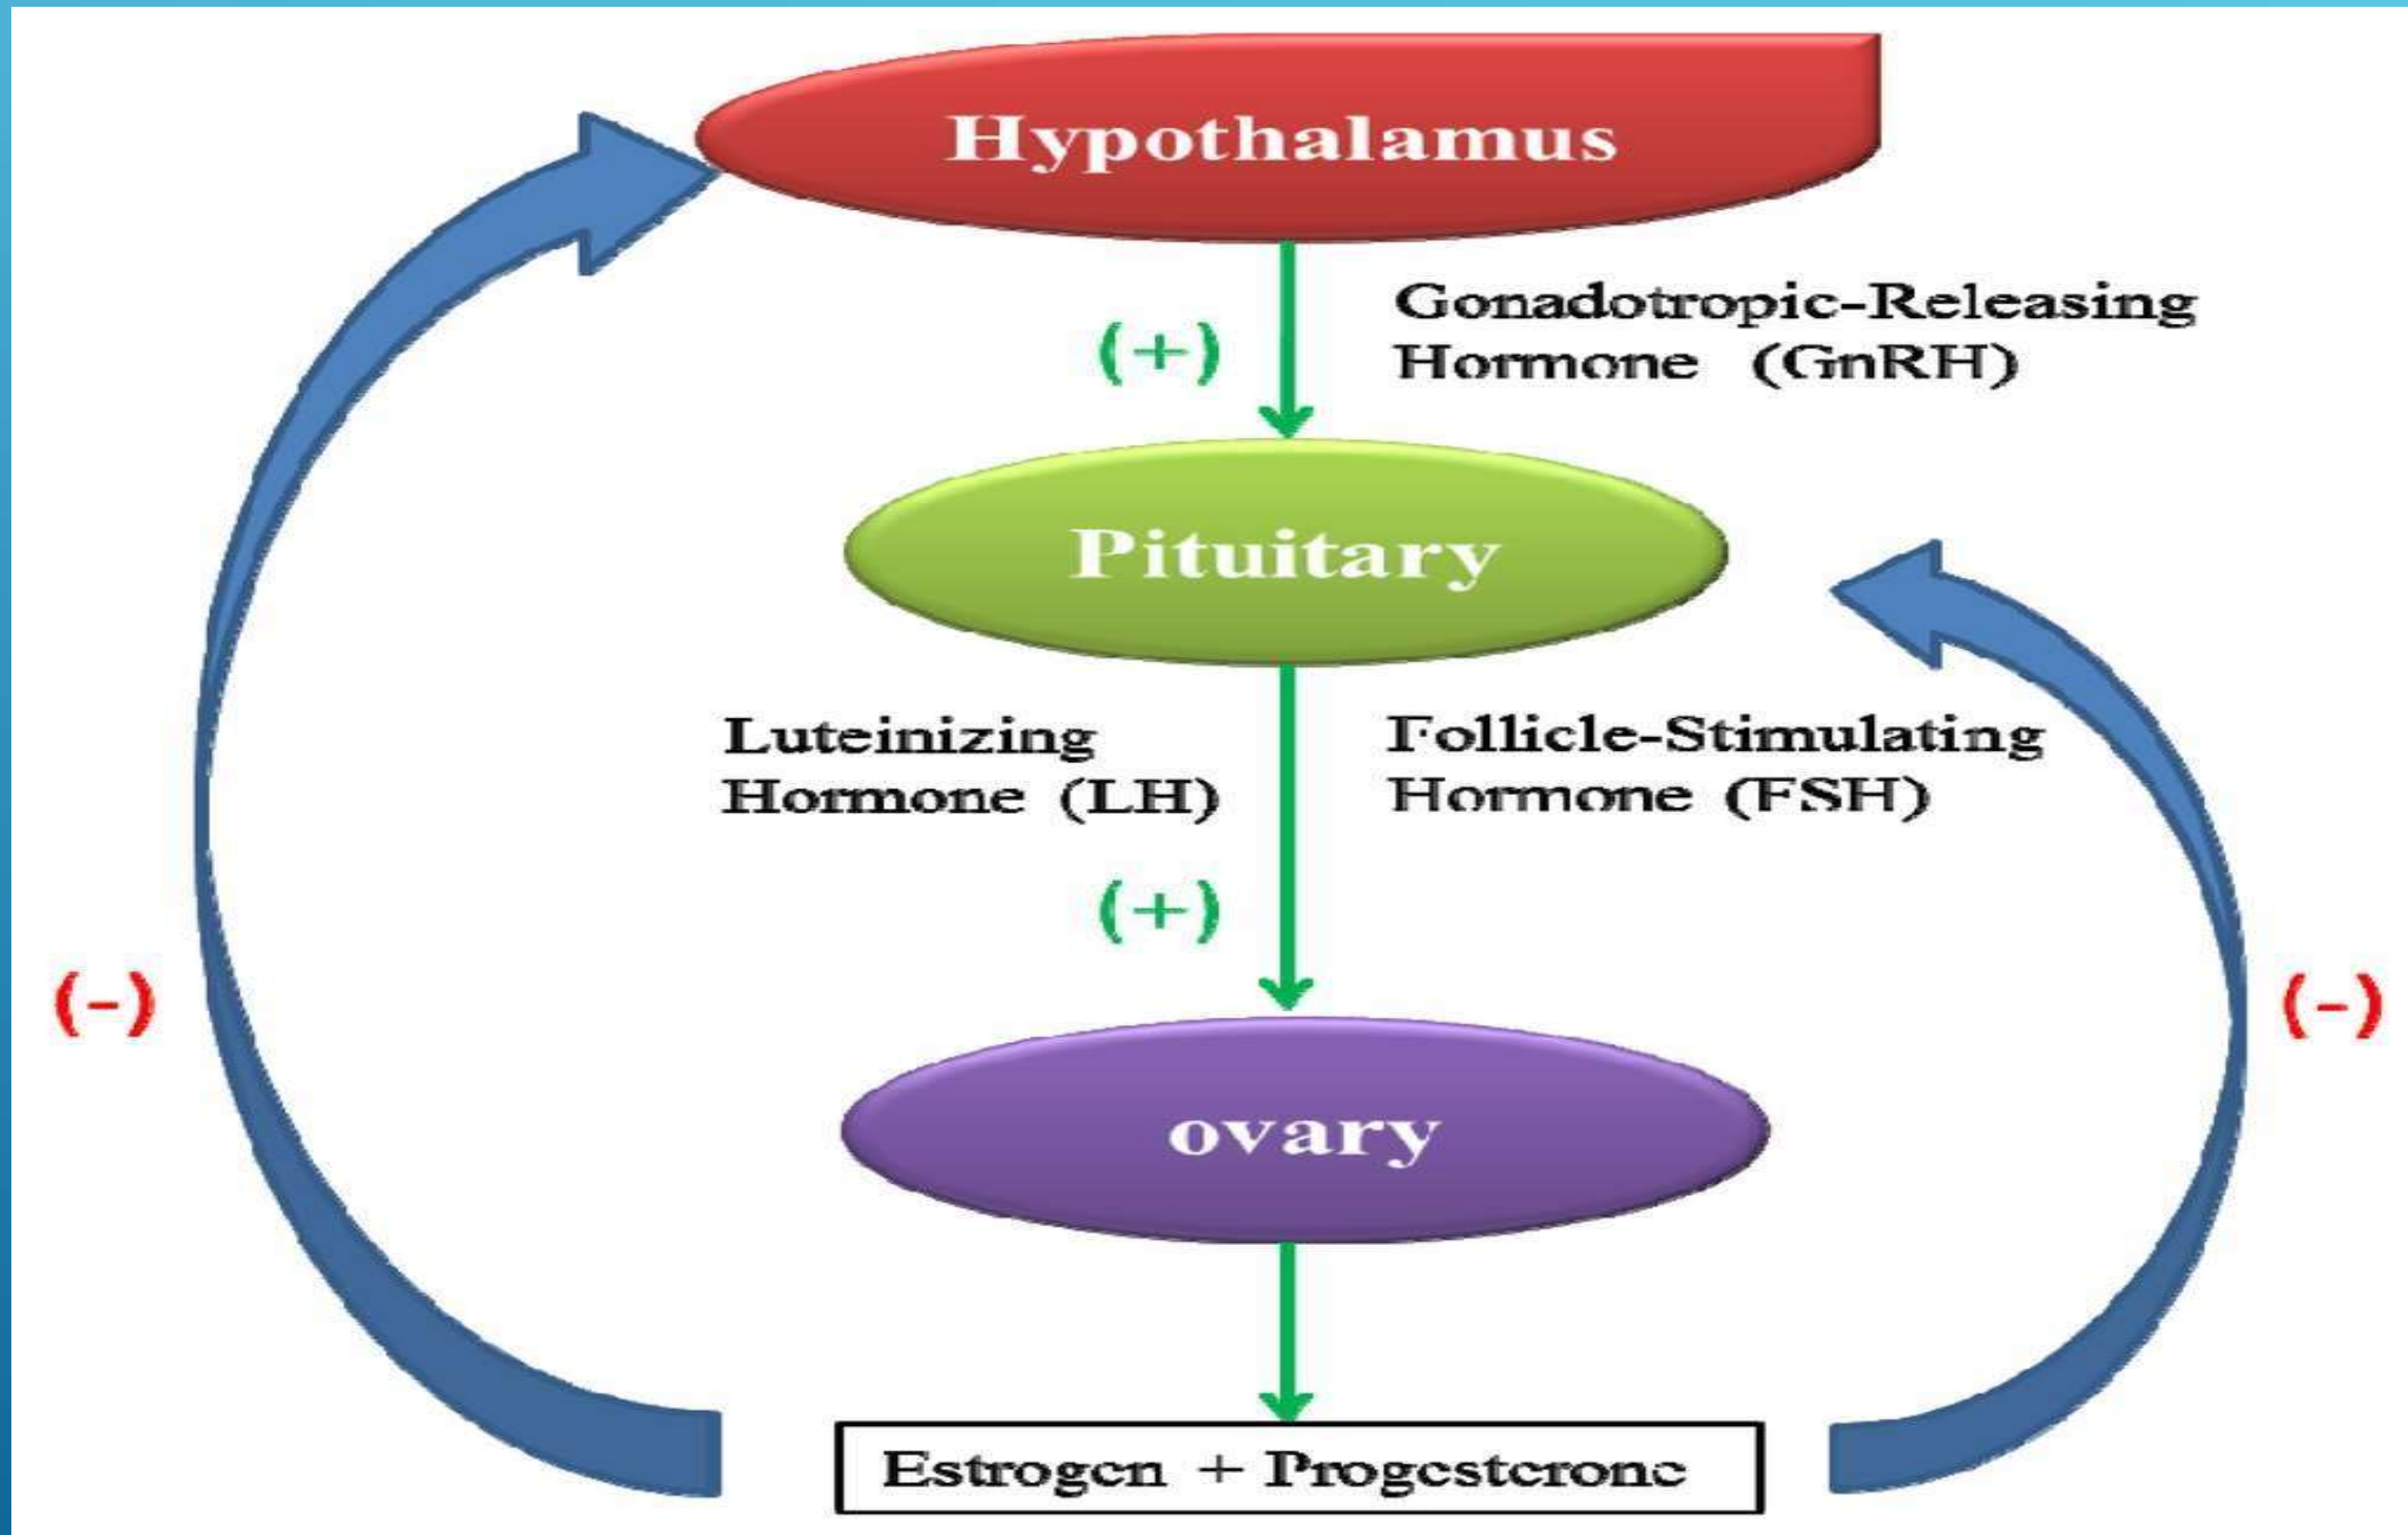 Hypothalamus
(+)
Gonadotropic-Releasing
Hormone (GnRH)
Pituitary
Luteinizing
Hormone (LH)
Follicle-Stimulating
Hormone (FSH)
(+)
(-)
(-)
ovary
Estrogen + Progesterone